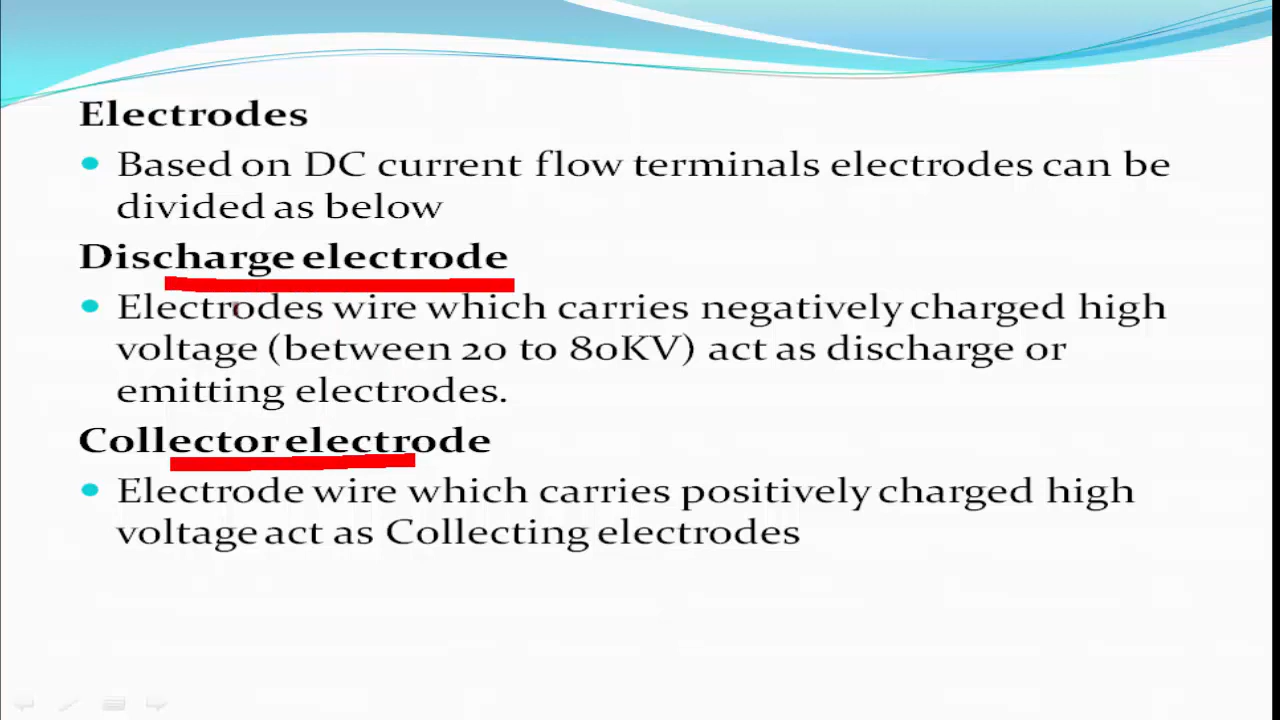 Electrodes
Based on DC current flow terminals electrodes can be
divided as below
Discharge electrode
Electrodes wire which carries negatively charged high
voltage (between 20 to 80KV) act as discharge or
emitting electrodes.
Collector electrode
Electrode wire which carries positively charged high
voltage act as Collecting electrodes